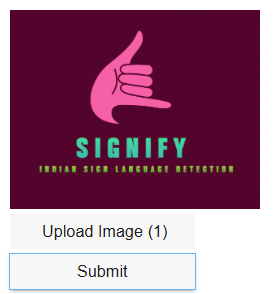 SIGNIFY
INDIAN SIGN LANGUAGE DETECTION
Upload Image (1)
Submit